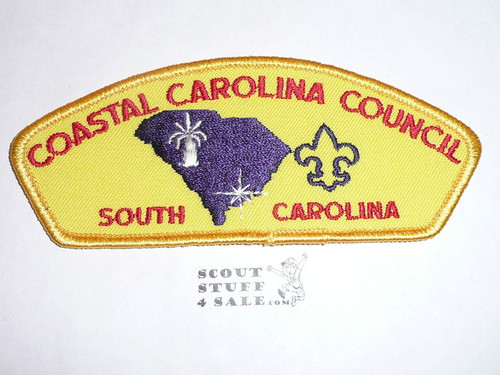 COASTAL CAROLINA COUNCIL
SOUTH CAROLINA
SCOUT
STUFF
4 SALE.COM